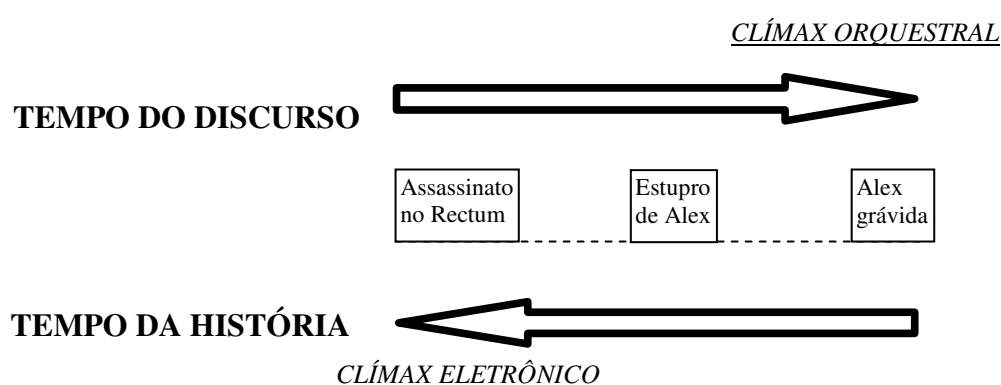 CLÍMAX ORQUESTRAL
TEMPO DO DISCURSO
Assassinato
no Rectum
Estupro
de Alex
Alex
grávida
TEMPO DA HISTÓRIA
CLÍMAX ELETRÔNICO